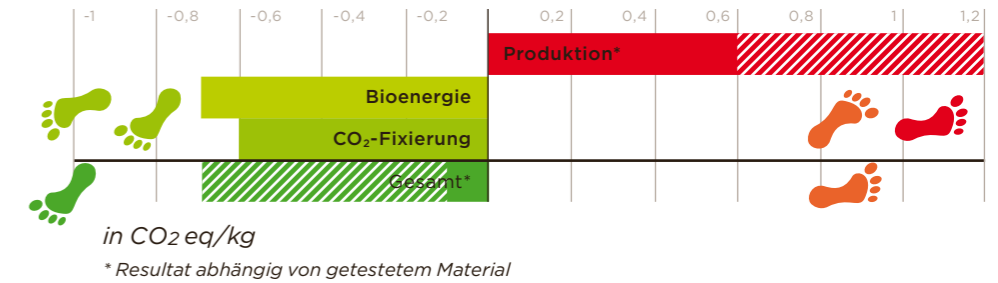 -1 -0,8 -0,6 -0,4 -0,2 0,2 0,4 0,6 0,8 1 1,2
Produktion*
Bioenergie
CO₂-Fixierung
Gesamt*
in CO2 eq/kg
* Resultat abhängig von getestetem Material